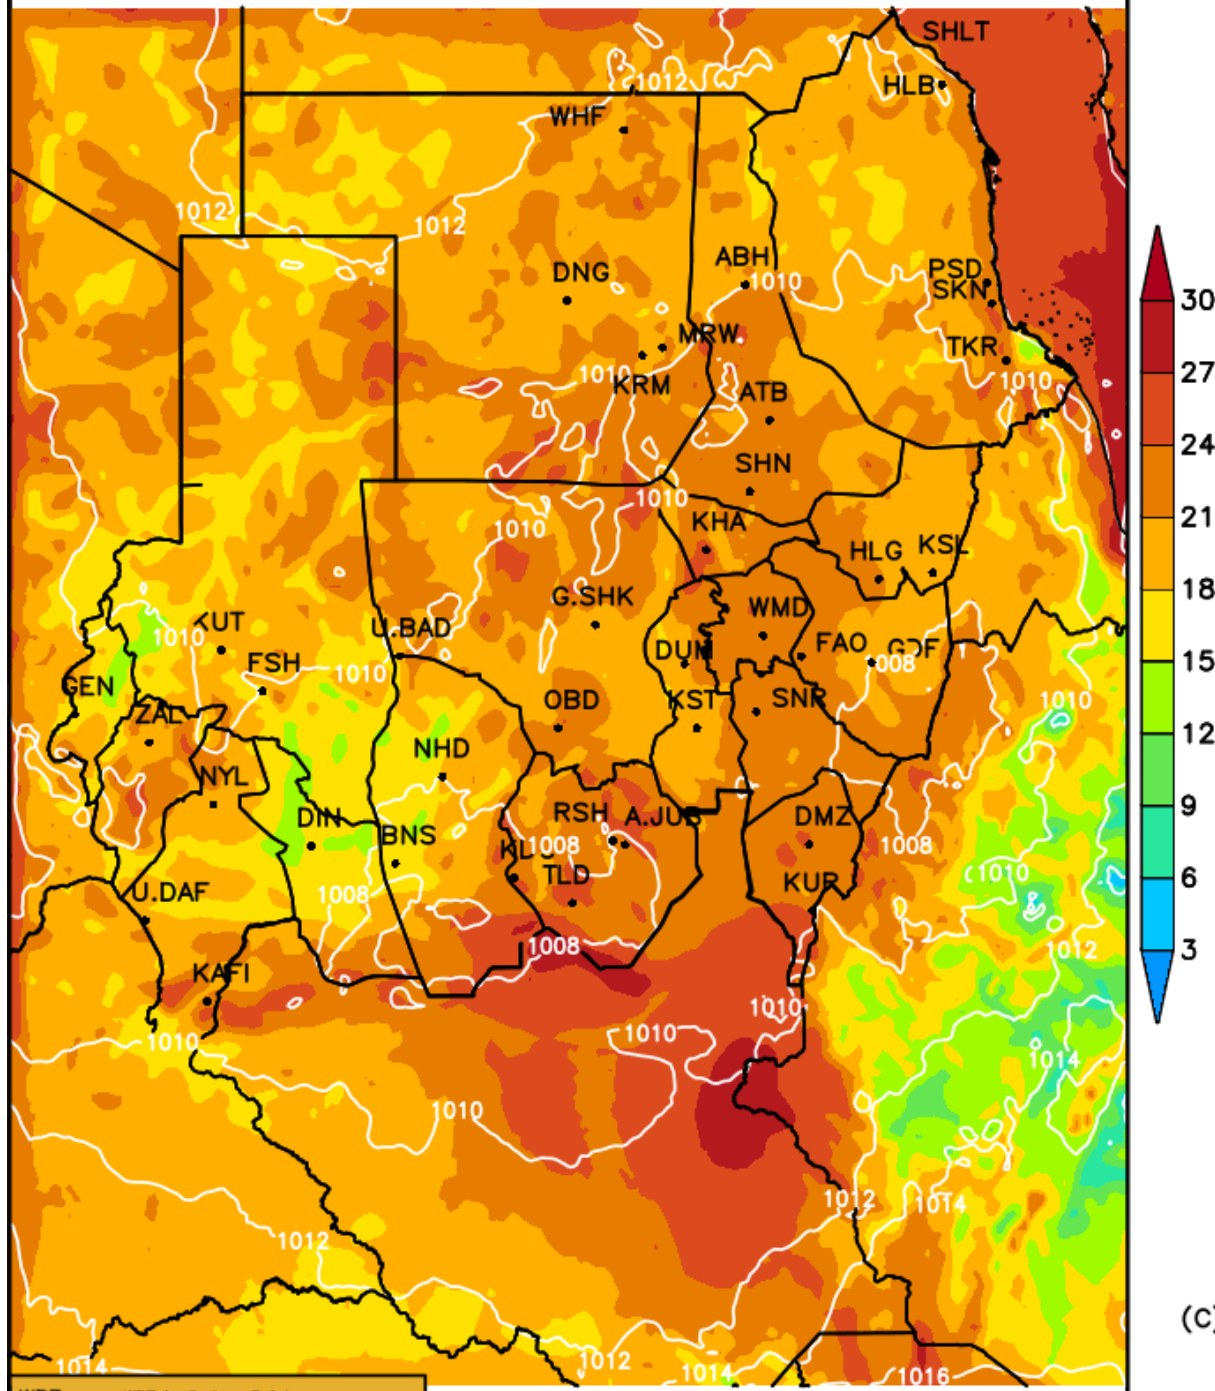 SHLT
1012
HLB
WHF
1012
1012
ABH
DNG
1010
PSD
SKN
MRW
TKR
1010
KRM
1010
ATB
SHN
1010
1010
KHA
HLG
KSL
G.SHK
WMD
KUT
U.BAD
1010
FAO
GDF
DUM
FSH
1010
008
GEN
OBD
KST
SNR
1010
ZAL
NHD
NYL
RSH
A.JUB
DMZ
DIN
BNS
1008
1008
TLD
1010
KUR
U.DAF
1008
1008
1012
KAFI
1010
1010
1010
1014
1010
1012
1014
1012
1012
1014
1014
1016
30
27
24
21
18
15
12
9
6
3
(C)